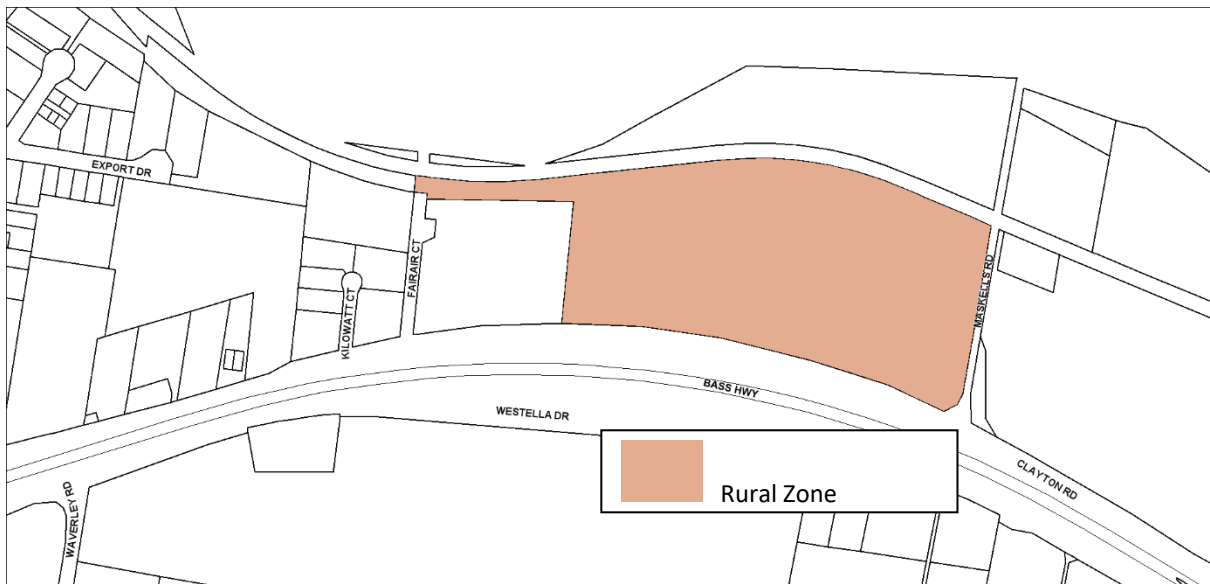 EXPORT DR
FAIRAIR CT
KILOWATT CT
MASKELLS RD
BASS HWY
WESTELLA DR
CLAYTON RD
WAVERLEY RD
Rural Zone